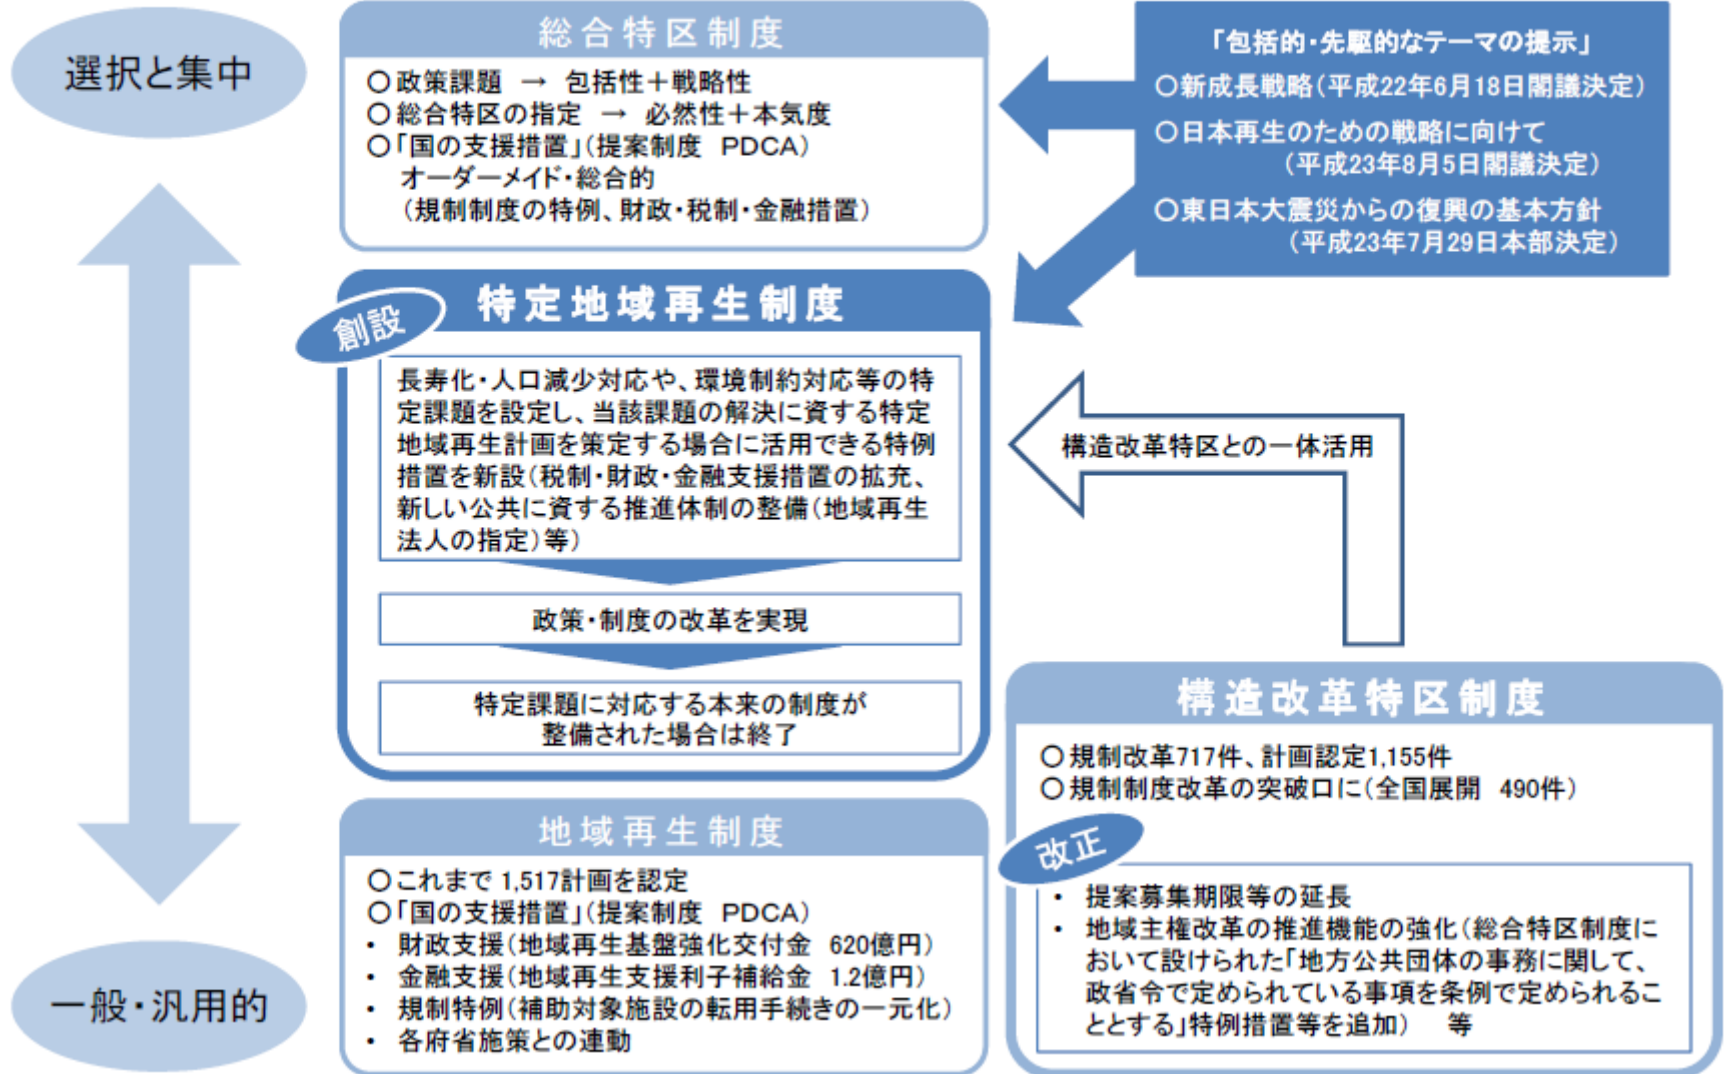 選択と集中
総合特区制度
○政策課題　→　包括性＋戦略性
○総合特区の指定　→　必然性＋本気度
○「国の支援措置」（提案制度　PDCA）
オーダーメイド・総合的
（規制制度の特例、財政・税制・金融措置）
「包括的・先駆的なテーマの提示」
○新成長戦略（平成22年6月18日閣議決定）
○日本再生のための戦略に向けて
（平成23年8月5日閣議決定）
○東日本大震災からの復興の基本方針
（平成23年7月29日本部決定）
創設
特定地域再生制度
長寿化・人口減少対応や、環境制約対応等の特
定課題を設定し、当該課題の解決に資する特定
地域再生計画を策定する場合に活用できる特例
措置を新設（税制・財政・金融支援措置の拡充、
新しい公共に資する推進体制の整備（地域再生
法人の指定）等）
政策・制度の改革を実現
特定課題に対応する本来の制度が
整備された場合は終了
構造改革特区との一体活用
構造改革特区制度
○規制改革717件、計画認定1,155件
○規制制度改革の突破口に（全国展開　490件）
改正
・ 提案募集期限等の延長
・ 地域主権改革の推進機能の強化（総合特区制度に
おいて設けられた「地方公共団体の事務に関して、
政省令で定められている事項を条例で定められるこ
ととする」特例措置等を追加）　等
地域再生制度
○これまで 1,517計画を認定
○「国の支援措置」（提案制度　PDCA）
・ 財政支援（地域再生基盤強化交付金　620億円）
・ 金融支援（地域再生支援利子補給金　1.2億円）
・ 規制特例（補助対象施設の転用手続きの一元化）
・ 各府省施策との連動
一般・汎用的